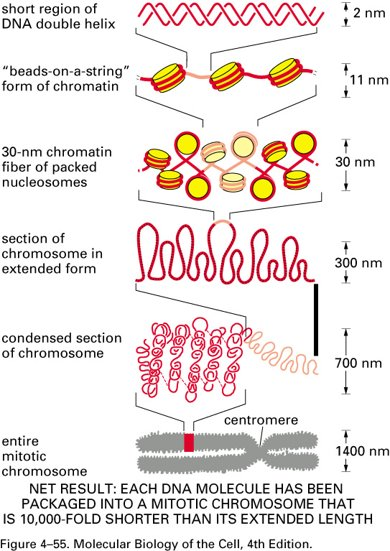 short region of
DNA double helix
2 nm
"beads-on-a-string"
form of chromatin
11 nm
30-nm chromatin
fiber of packed
nucleosomes
30 nm
section of
chromosome in
extended form
300 nm
condensed section
of chromosome
700 nm
centromere
entire
mitotic
chromosome
1400 nm
NET RESULT: EACH DNA MOLECULE HAS BEEN
PACKAGED INTO A MITOTIC CHROMOSOME THAT
IS 10,000-FOLD SHORTER THAN ITS EXTENDED LENGTH
Figure 4–55. Molecular Biology of the Cell, 4th Edition.